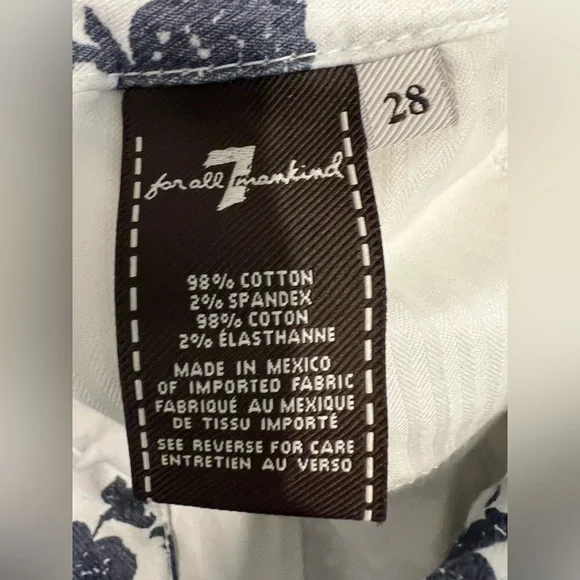 28
for all 7 mankind
98% COTTON
2% SPANDEX
98% COTON
2% ÉLASTHANNE
MADE IN MEXICO
OF IMPORTED FABRIC
FABRIQUÉ AU MEXIQUE
DE TISSU IMPORTÉ
SEE REVERSE FOR CARE
ENTRETIEN AU VERSO